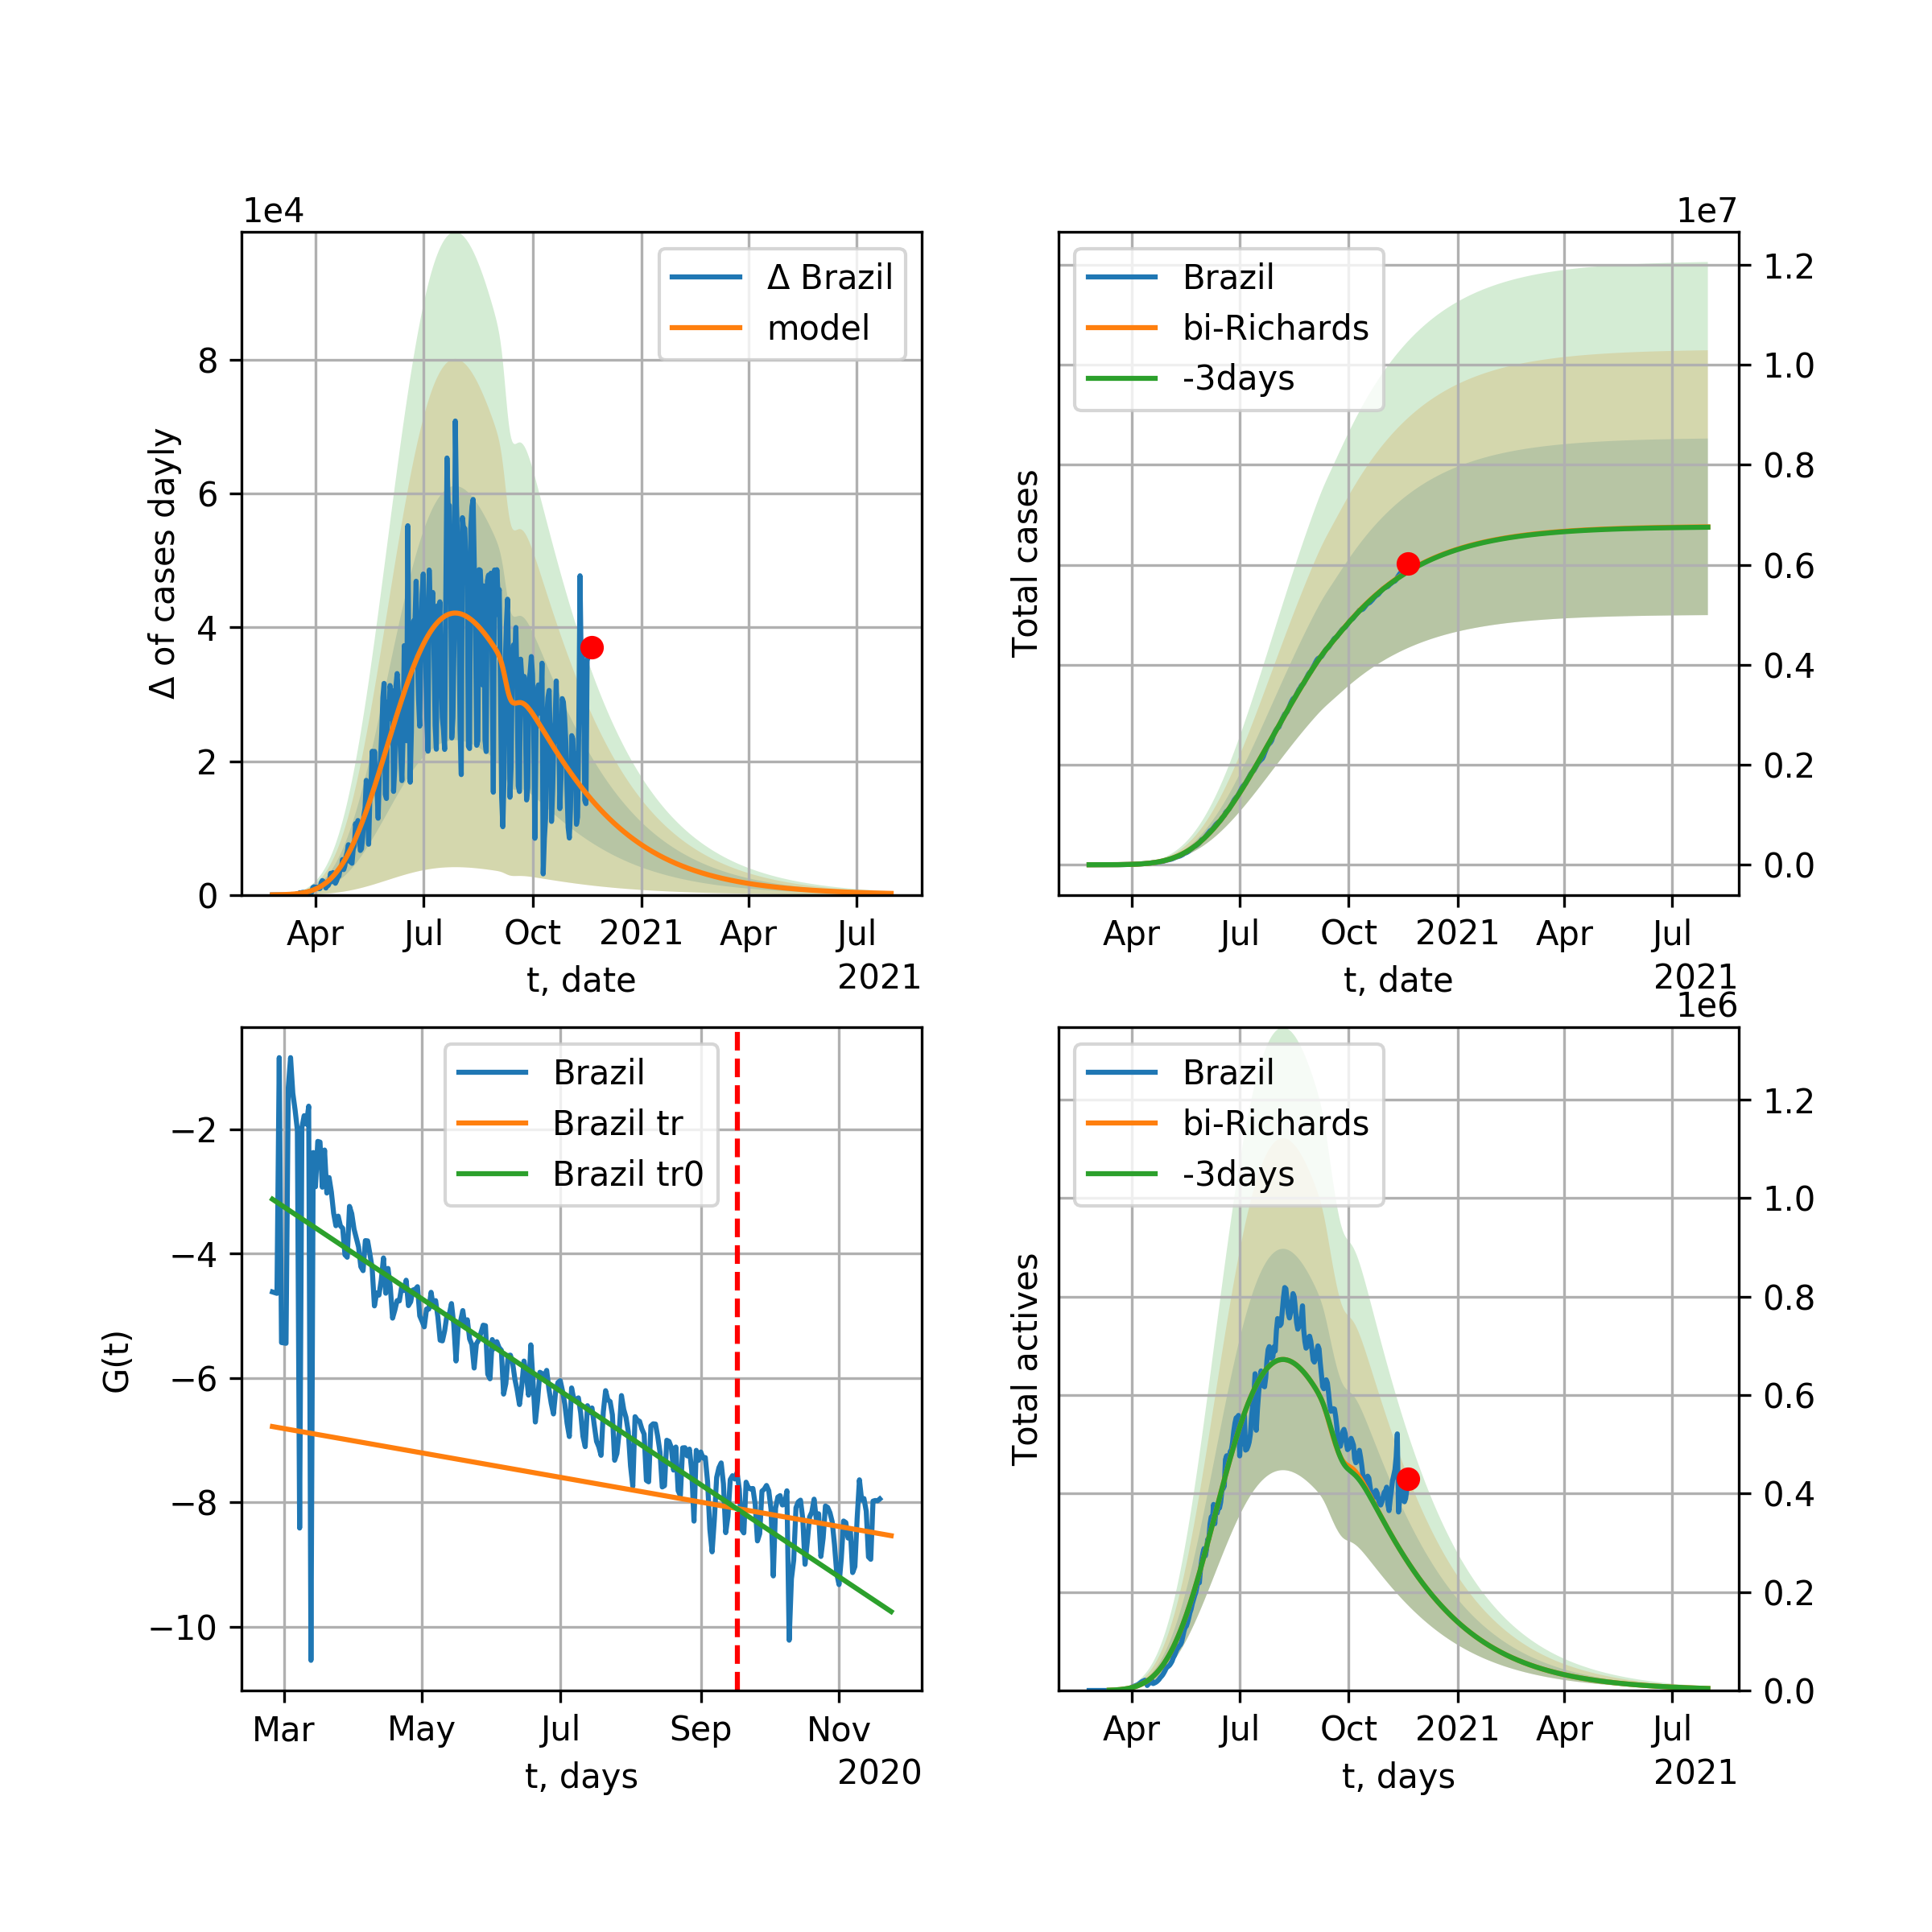 1e4
Δ of cases dayly
8
6
4
2
0
Δ Brazil
model
Apr
Jul
Oct
2021
Apr
Jul
t, date
2021
1e7
Total cases
Brazil
bi-Richards
-3days
1.2
1.0
0.8
0.6
0.4
0.2
0.0
Apr
Jul
Oct
2021
Apr
Jul
t, date
2021
G(t)
−2
−4
−6
−8
−10
Brazil
Brazil tr
Brazil tr0
Mar
May
Jul
Sep
Nov
t, days
2020
1e6
Total actives
Brazil
bi-Richards
-3days
1.2
1.0
0.8
0.6
0.4
0.2
0.0
Apr
Jul
Oct
2021
Apr
Jul
t, days
2021